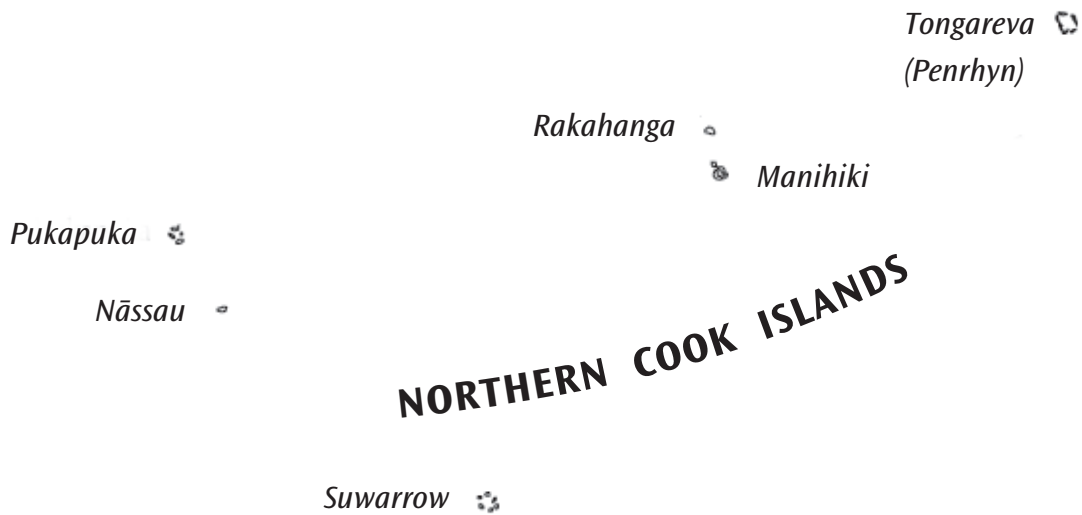 Tongareva
(Penrhyn)
Rakahanga
Manihiki
Pukapuka
Nāssau
NORTHERN COOK ISLANDS
Suwarrow